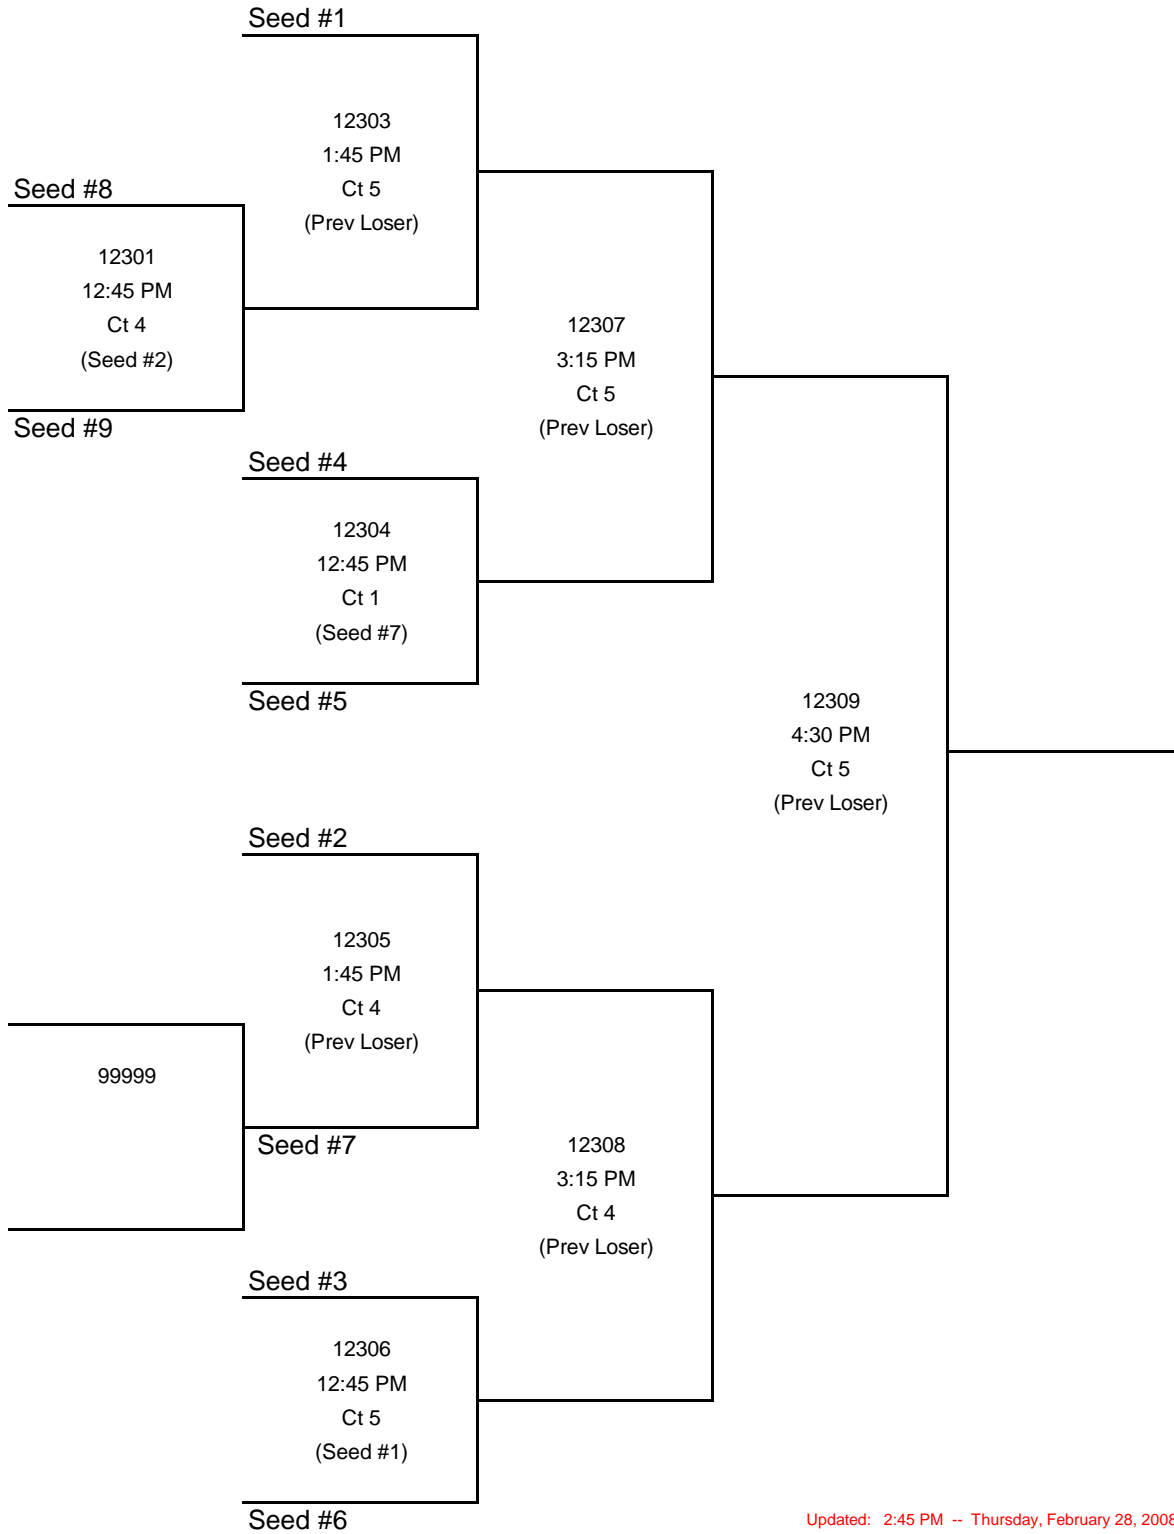 Seed #1
12303
1:45 PM
Ct 5
(Prev Loser)
Seed #8
12301
12:45 PM
Ct 4
(Seed #2)
Seed #9
12307
3:15 PM
Ct 5
(Prev Loser)
Seed #4
12304
12:45 PM
Ct 1
(Seed #7)
Seed #5
12309
4:30 PM
Ct 5
(Prev Loser)
Seed #2
12305
1:45 PM
Ct 4
(Prev Loser)
99999
Seed #7
12308
3:15 PM
Ct 4
(Prev Loser)
Seed #3
12306
12:45 PM
Ct 5
(Seed #1)
Seed #6
Updated: 2:45 PM -- Thursday, February 28, 2008